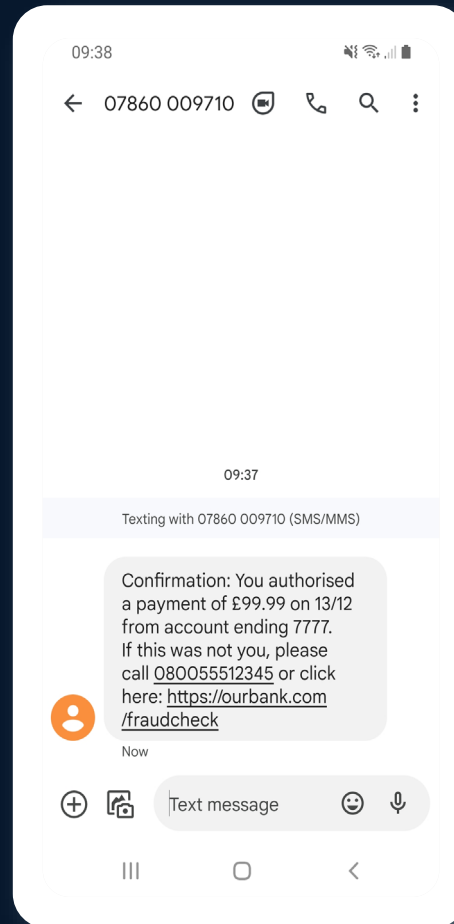 09:38
07860 009710
09:37
Texting with 07860 009710 (SMS/MMS)
Confirmation: You authorised
a payment of £99.99 on 13/12
from account ending 7777.
If this was not you, please
call 080055512345 or click
here: https://ourbank.com
/fraudcheck
Now
Text message